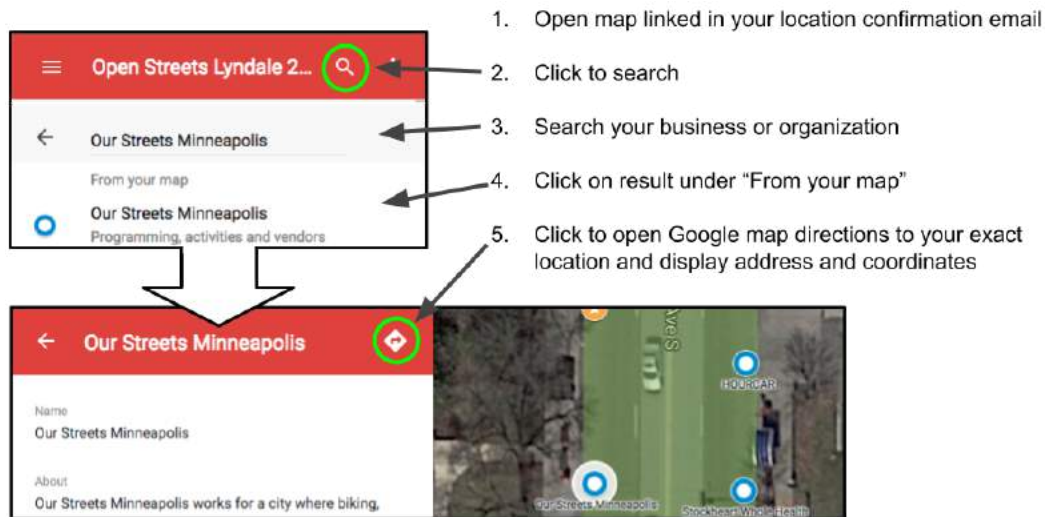 1. Open map linked in your location confirmation email
Open Streets Lyndale 2...
2. Click to search
Our Streets Minneapolis
3. Search your business or organization
From your map
4. Click on result under “From your map”
Our Streets Minneapolis
Programming, activities and vendors
5. Click to open Google map directions to your exact
location and display address and coordinates
Our Streets Minneapolis
Ave S
HOURCAR
Name
Our Streets Minneapolis
About
Our Streets Minneapolis works for a city where biking,
Our Streets Minneapolis
Stockheart Whole Health